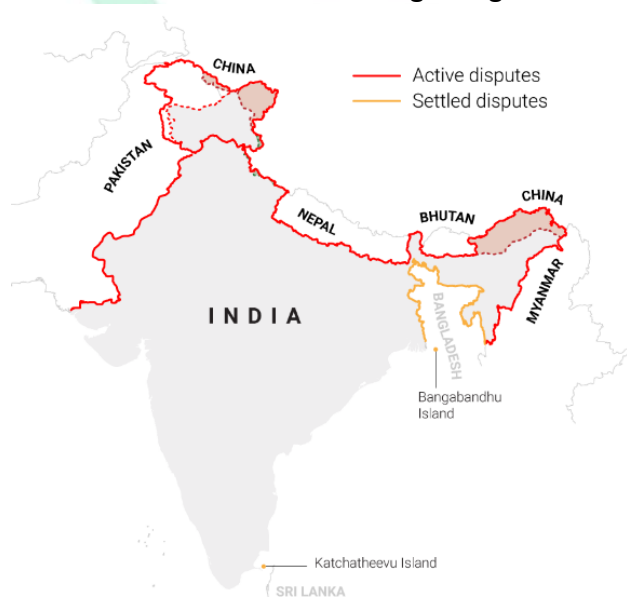 CHINA
Active disputes
Settled disputes
PAKISTAN
NEPAL
BHUTAN
CHINA
MYANMAR
INDIA
BANGLADESH
Bangabandhu
Island
Katchatheevu Island
SRI LANKA